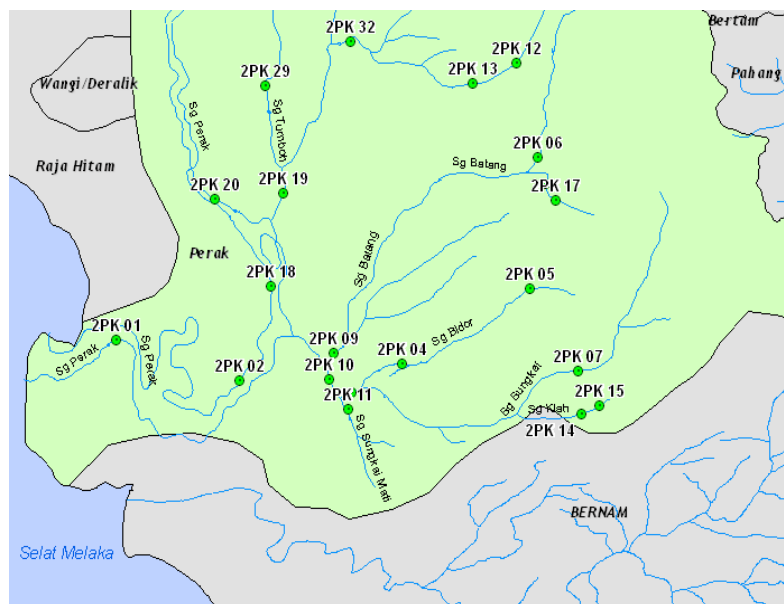 Bertam
2PK 32
2PK 12
2PK 13
Pahang
2PK 29
Wangi/Deralik
Sg Perak
Sg Tumboh
2PK 06
Sg Batang
Raja Hitam
2PK 20
2PK 19
2PK 17
Perak
Sg Batang
2PK 18
2PK 05
2PK 01
Sg Bidor
2PK 09
2PK 04
Sg Perak
Sg Perak
2PK 02
2PK 10
2PK 07
Sg Sungkai
2PK 11
2PK 15
Sg Klah
2PK 14
Sg Sungkai Mati
BERNAM
Selat Melaka